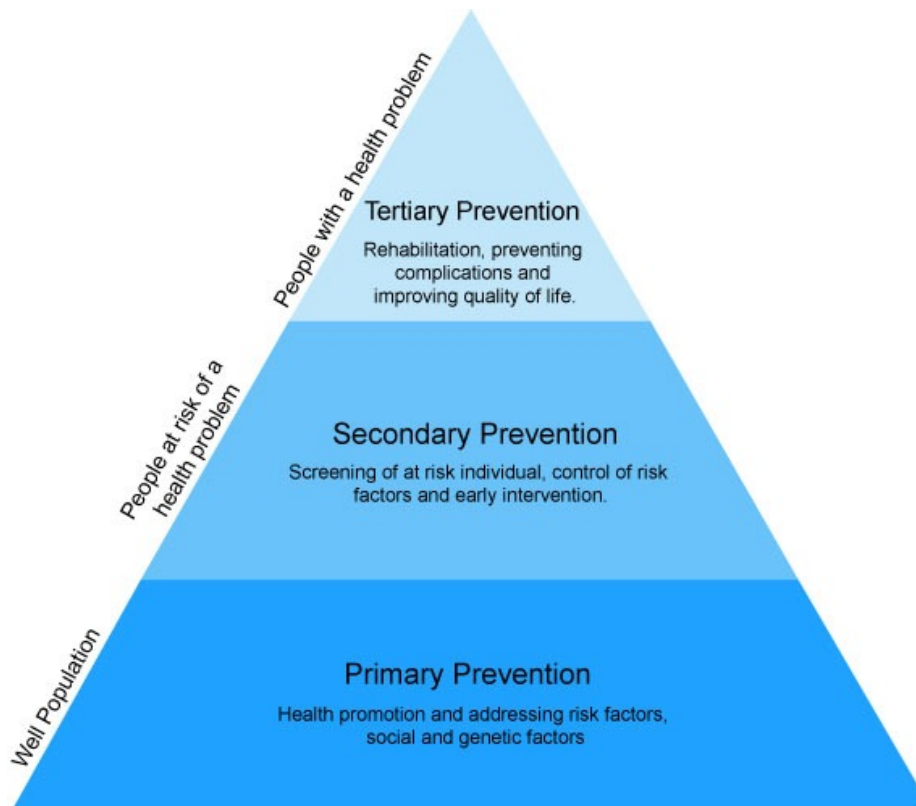 People with a health problem
Tertiary Prevention
Rehabilitation, preventing
complications and
improving quality of life.
People at risk of a
health problem
Secondary Prevention
Screening of at risk individual, control of risk
factors and early intervention.
Well Population
Primary Prevention
Health promotion and addressing risk factors,
social and genetic factors